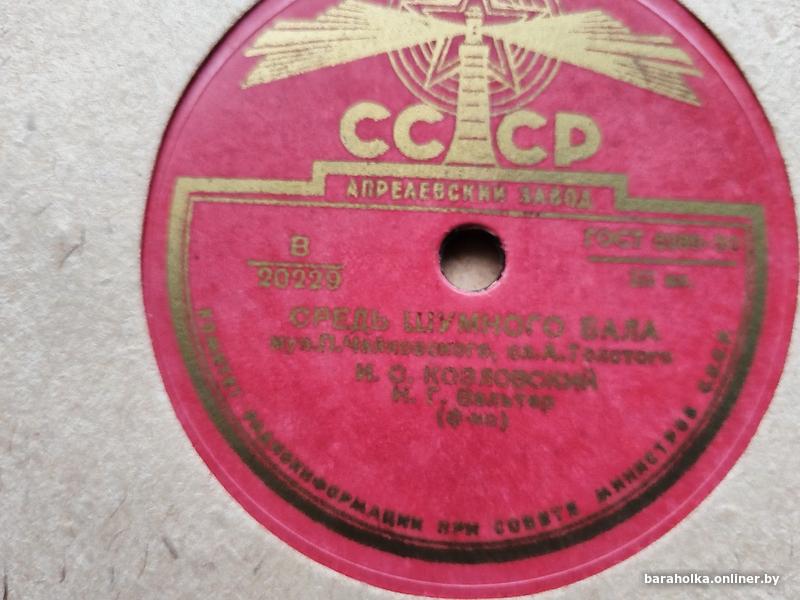 СССР
АПРЕЛЕВСКИЙ ЗАВОД
В
20229
ГОСТ
СРЕДЬ ШУМНОГО БАЛА
муз.П.Чайковского, сл.А.Толстого
И. С. КОЗЛОВСКИЙ
Н. Г. Вальтер
(ф-но)
КОМИТЕТ РАДИОИНФОРМАЦИИ ПРИ СОВЕТЕ МИНИСТРОВ СССР
baraholka.onliner.by